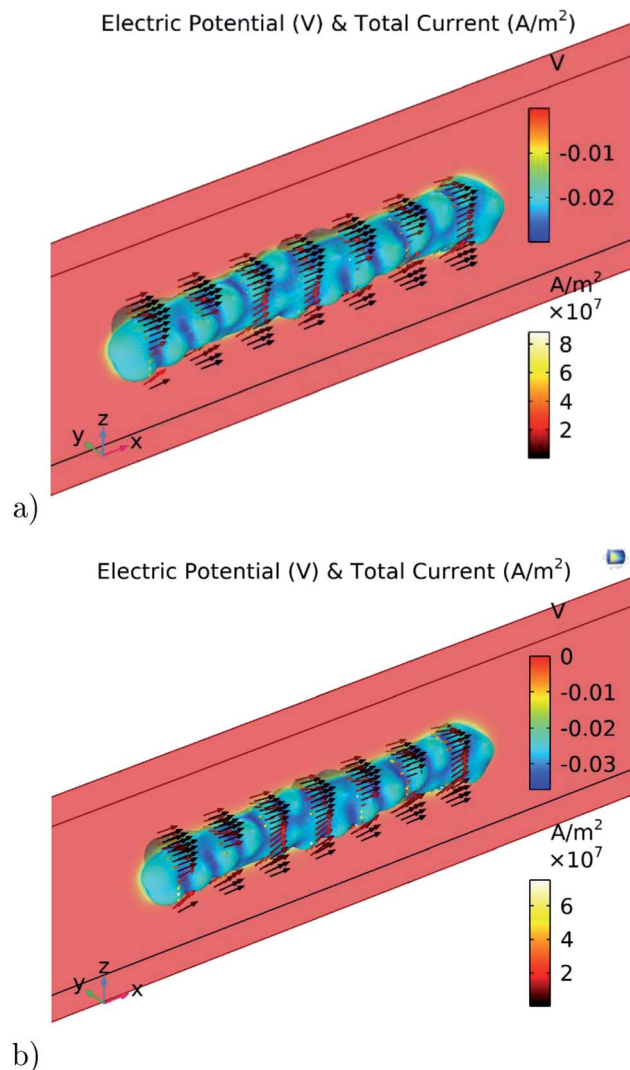 Electric Potential (V) & Total Current (A/m²)
V
-0.01
-0.02
A/m²
×10⁷
8
6
4
2
z
y
x
a)
Electric Potential (V) & Total Current (A/m²)
V
0
-0.01
-0.02
-0.03
A/m²
×10⁷
6
4
2
z
y
x
b)